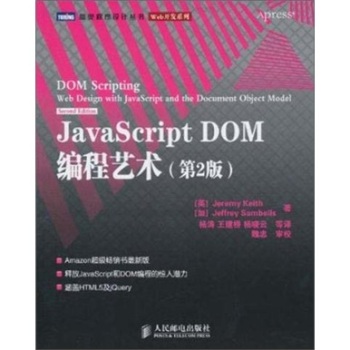 图灵程序设计丛书 Web开发系列
apress®
DOM Scripting
Web Design with JavaScript and the Document Object Model
Second Edition
JavaScript DOM
编程艺术（第2版）
[英] Jeremy Keith
[加] Jeffrey Sambells 著
杨涛 王建桥 杨晓云 等译
魏忠 审校
Amazon超级畅销书最新版
释放JavaScript和DOM编程的惊人潜力
涵盖HTML5及jQuery
人民邮电出版社
POSTS & TELECOM PRESS